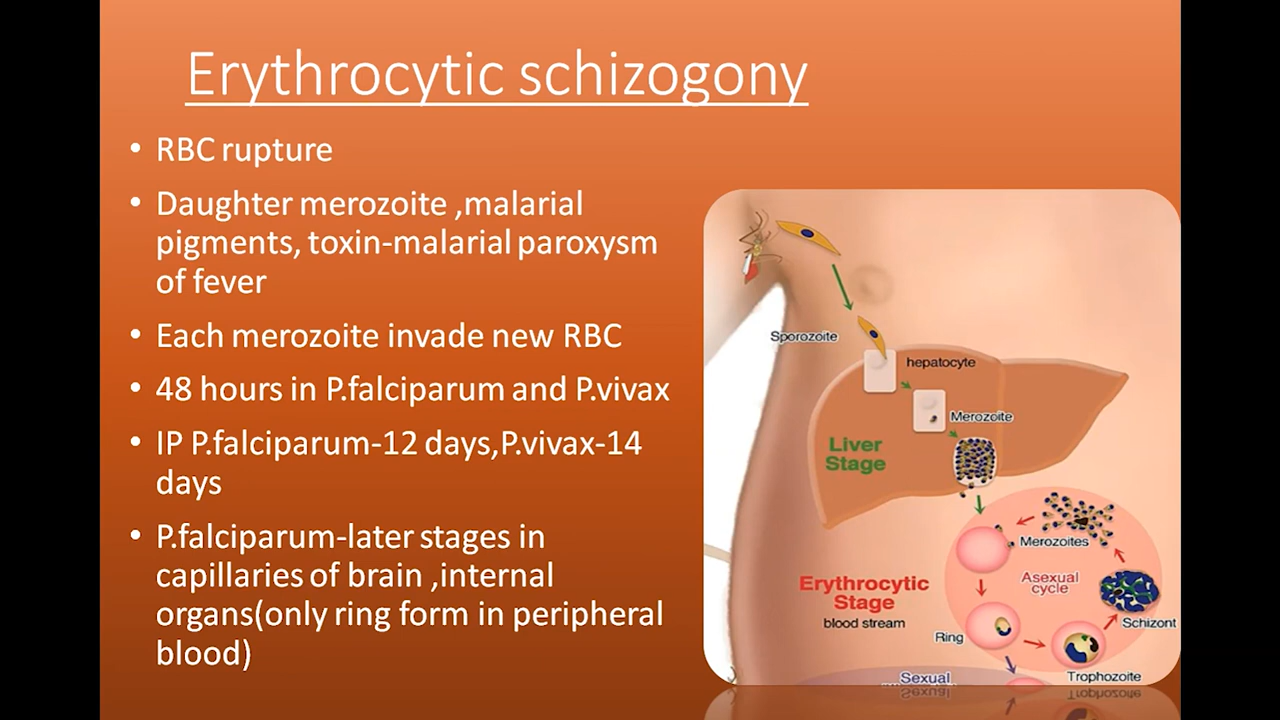 Erythrocytic schizogony
• RBC rupture
• Daughter merozoite ,malarial
pigments, toxin-malarial paroxysm
of fever
• Each merozoite invade new RBC
• 48 hours in P.falciparum and P.vivax
• IP P.falciparum-12 days,P.vivax-14
days
• P.falciparum-later stages in
capillaries of brain ,internal
organs(only ring form in peripheral
blood)
Sporozoite
hepatocyte
Merozoite
Liver
Stage
Merozoites
Asexual
cycle
Erythrocytic
Stage
blood stream
Schizont
Ring
Trophozoite
Sexual